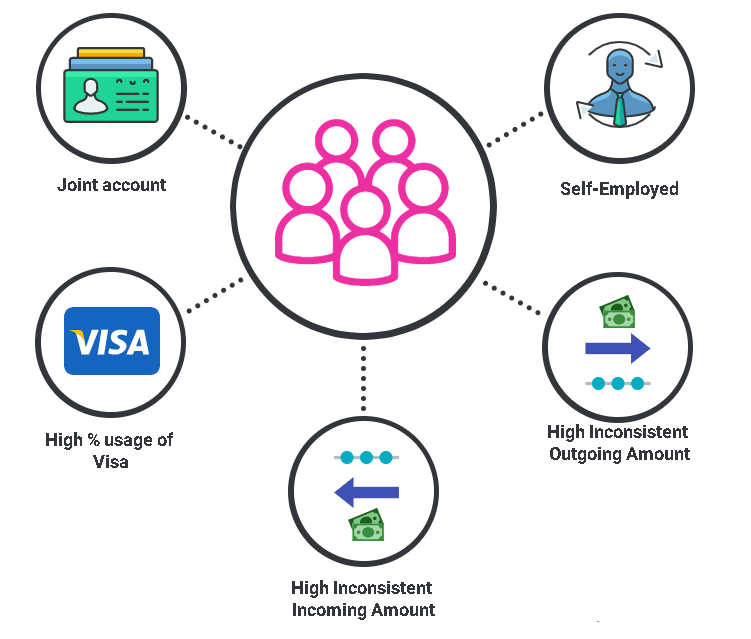 Joint account
Self-Employed
VISA
High % usage of
Visa
High Inconsistent
Outgoing Amount
High Inconsistent
Incoming Amount